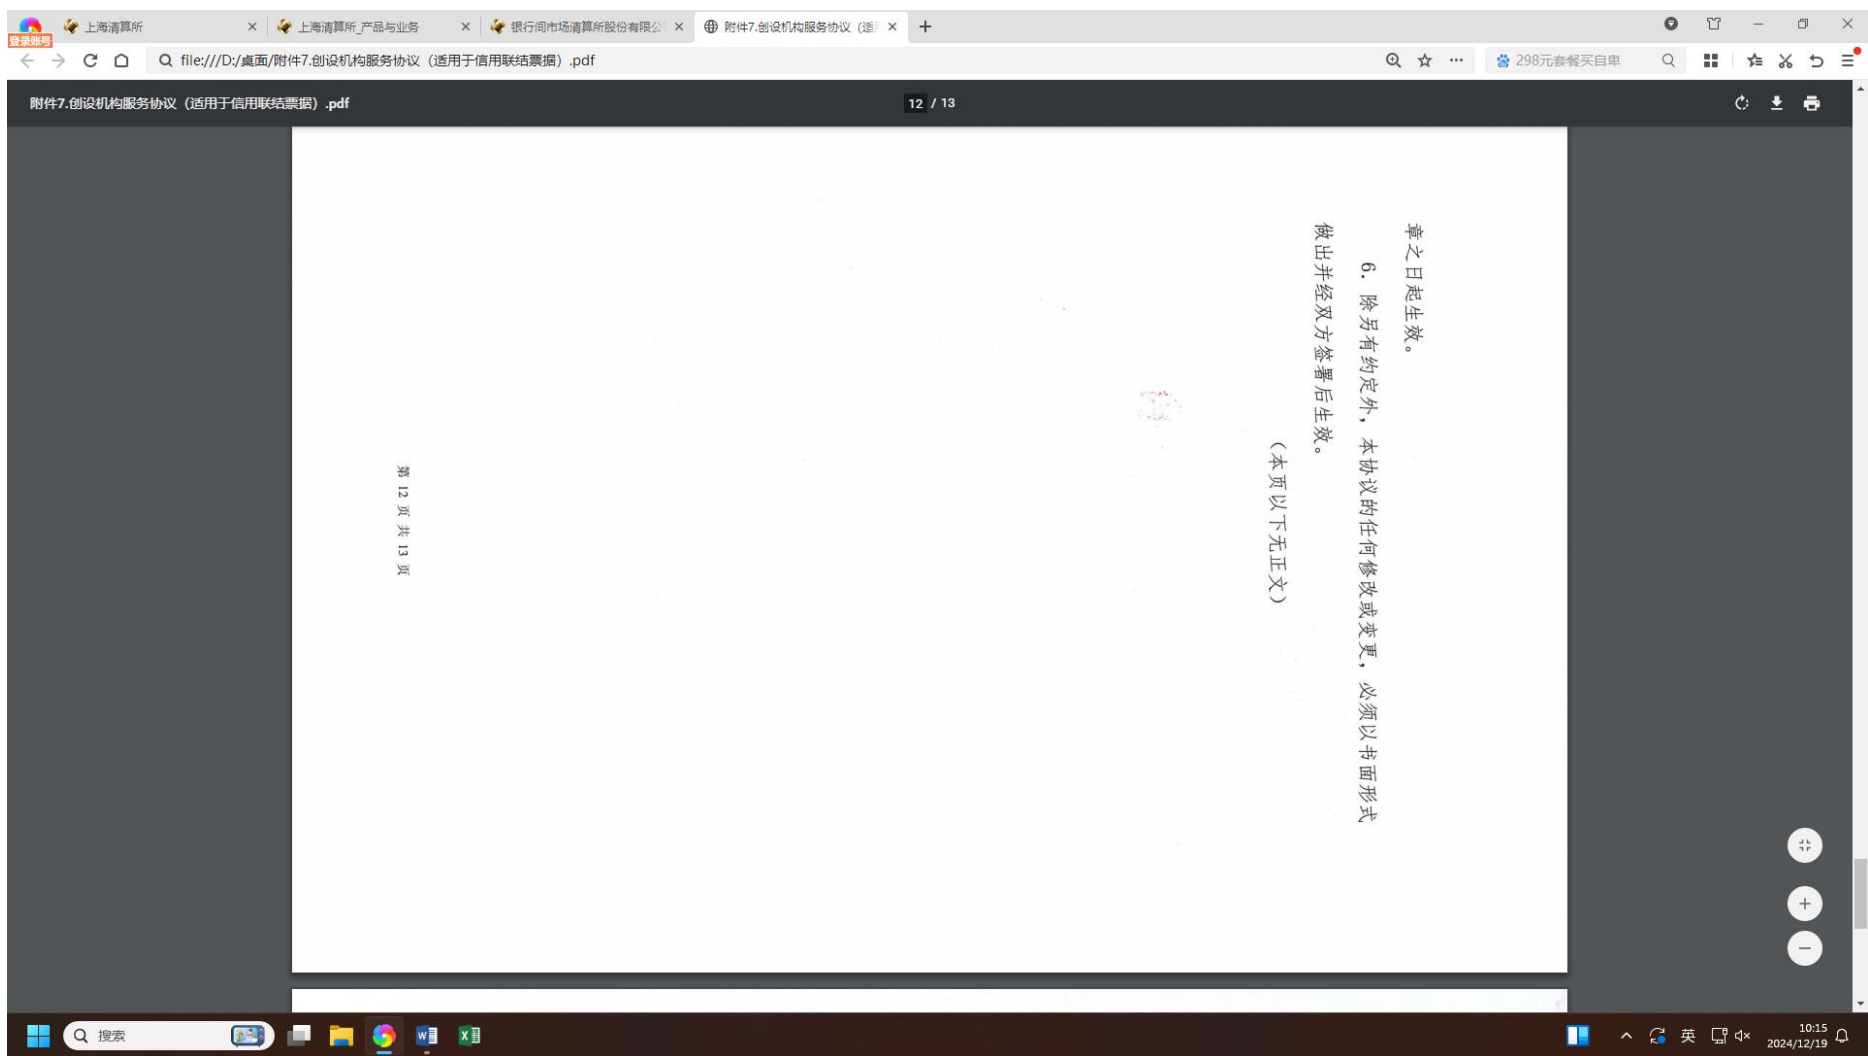 登录账号
上海清算所
上海清算所_产品与业务
银行间市场清算所股份有限公
附件7.创设机构服务协议（适
file:///D:/桌面/附件7.创设机构服务协议（适用于信用联结票据）.pdf
298元套餐买自卑
附件7.创设机构服务协议（适用于信用联结票据）.pdf
12 / 13
章之日起生效。
6. 除另有约定外，本协议的任何修改或变更，必须以书面形式
做出并经双方签署后生效。
（本页以下无正文）
第 12 页 共 13 页
搜索
英
10:15
2024/12/19